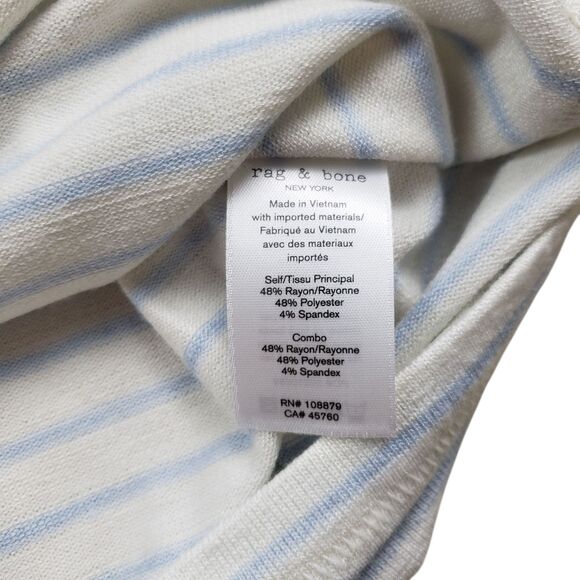 rag & bone
NEW YORK
Made in Vietnam
with imported materials/
Fabriqué au Vietnam
avec des materiaux
importés
Self/Tissu Principal
48% Rayon/Rayonne
48% Polyester
4% Spandex
Combo
48% Rayon/Rayonne
48% Polyester
4% Spandex
RN# 108879
CA# 45760